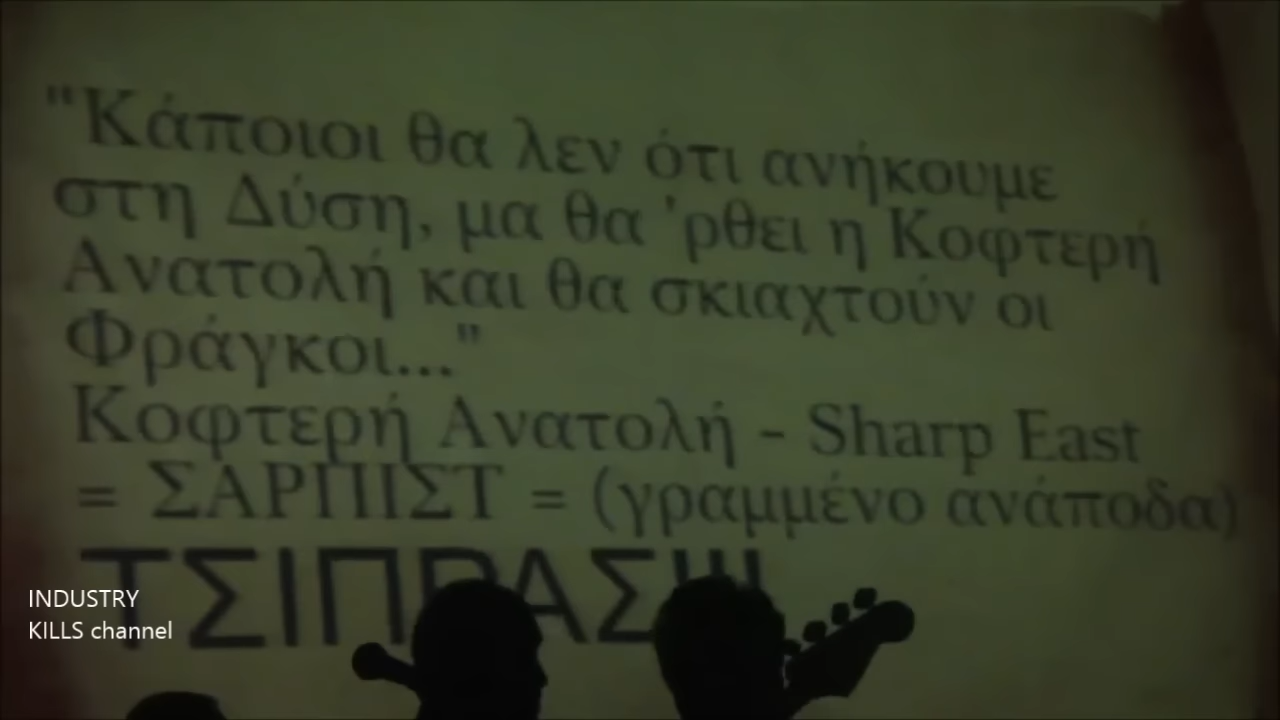 "Κάποιοι θα λεν ότι ανήκουμε
στη Δύση, μα θα 'ρθει η Κοφτερή
Ανατολή και θα σκιαχτούν οι
Φράγκοι..."
Κοφτερή Ανατολή - Sharp East
= ΣΑΡΠΙΣΤ = (γραμμένο ανάποδα)
ΤΣΙΠΡΑΣ!!!
INDUSTRY
KILLS channel